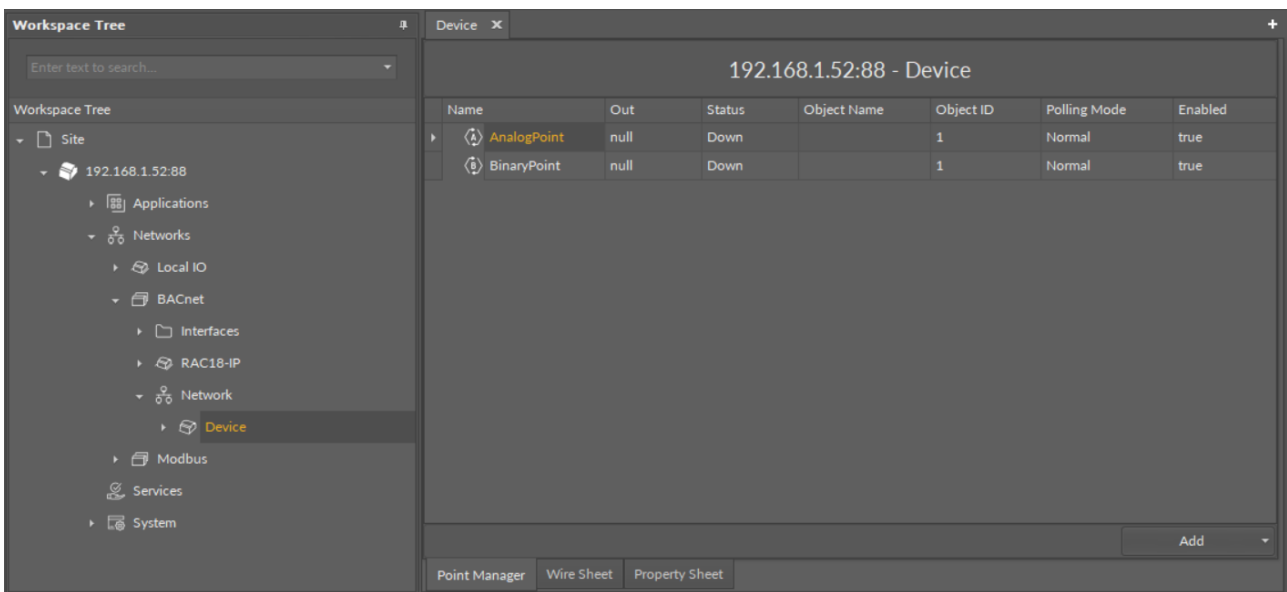 Workspace Tree
Enter text to search...
Workspace Tree
Site
192.168.1.52:88
Applications
Networks
Local IO
BACnet
Interfaces
RAC18-IP
Network
Device
Modbus
Services
System
Device
192.168.1.52:88 - Device
Name Out Status Object Name Object ID Polling Mode Enabled
AnalogPoint null Down 1 Normal true
BinaryPoint null Down 1 Normal true
Add
Point Manager Wire Sheet Property Sheet